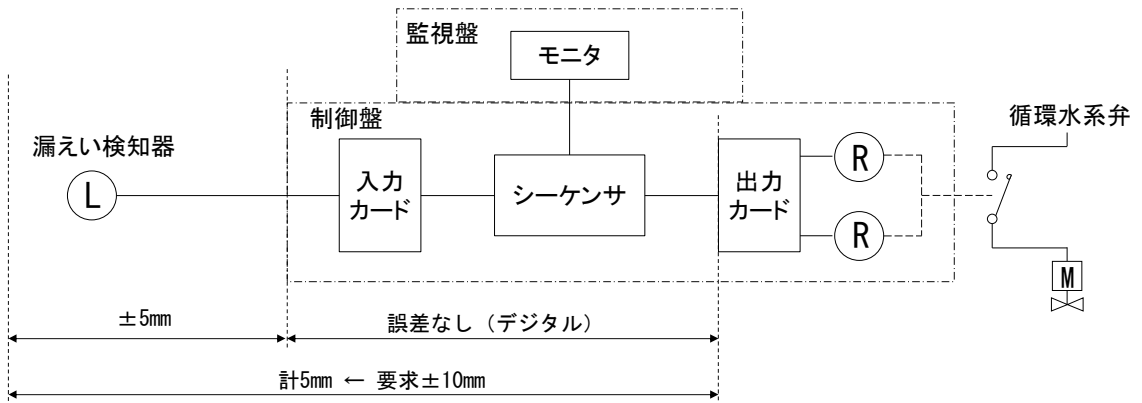 監視盤
モニタ
制御盤
循環水系弁
漏えい検知器
L
入力
カード
シーケンサ
出力
カード
R
R
M
±5mm
誤差なし（デジタル）
計5mm ← 要求±10mm